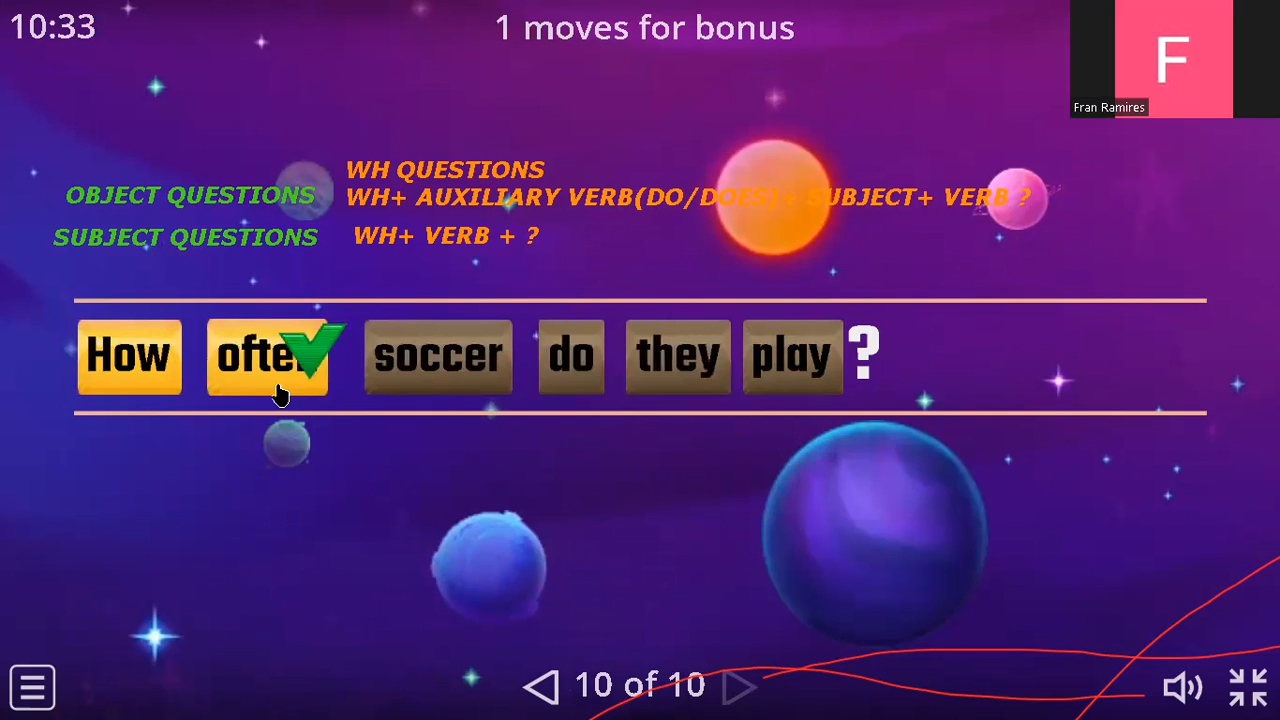 10:33
1 moves for bonus
F
Fran Ramires
WH QUESTIONS
OBJECT QUESTIONS WH+ AUXILIARY VERB(DO/DOES)+ SUBJECT+ VERB ?
SUBJECT QUESTIONS WH+ VERB + ?
How often soccer do they play ?
10 of 10